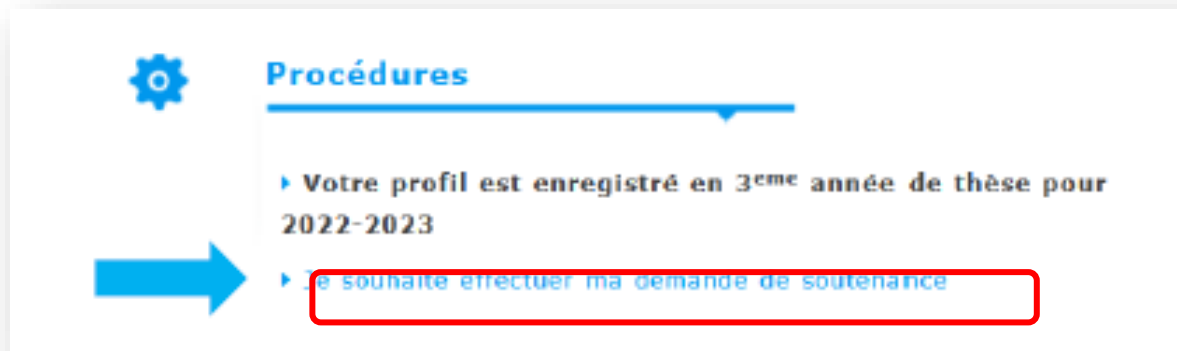 Procédures
Votre profil est enregistré en 3eme année de thèse pour
2022-2023
Je souhaite effectuer ma demande de soutenance